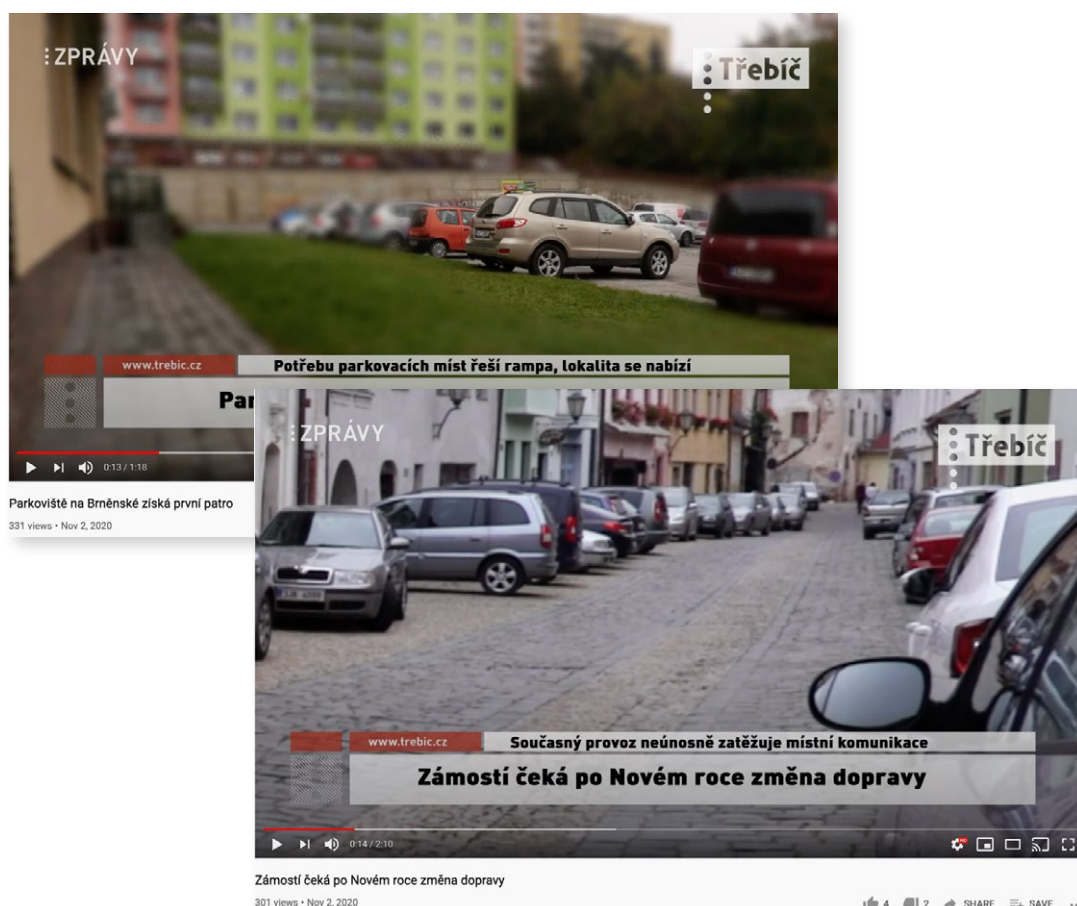 ZPRÁVY
Třebíč
www.trebic.cz
Potřebu parkovacích míst řeší rampa, lokalita se nabízí
Par
0:13 / 1:18
Parkoviště na Brněnské získá první patro
331 views • Nov 2, 2020
ZPRÁVY
Třebíč
www.trebic.cz
Současný provoz neúnosně zatěžuje místní komunikace
Zámostí čeká po Novém roce změna dopravy
0:14 / 2:10
HD
Zámostí čeká po Novém roce změna dopravy
301 views • Nov 2, 2020
4 2 SHARE SAVE